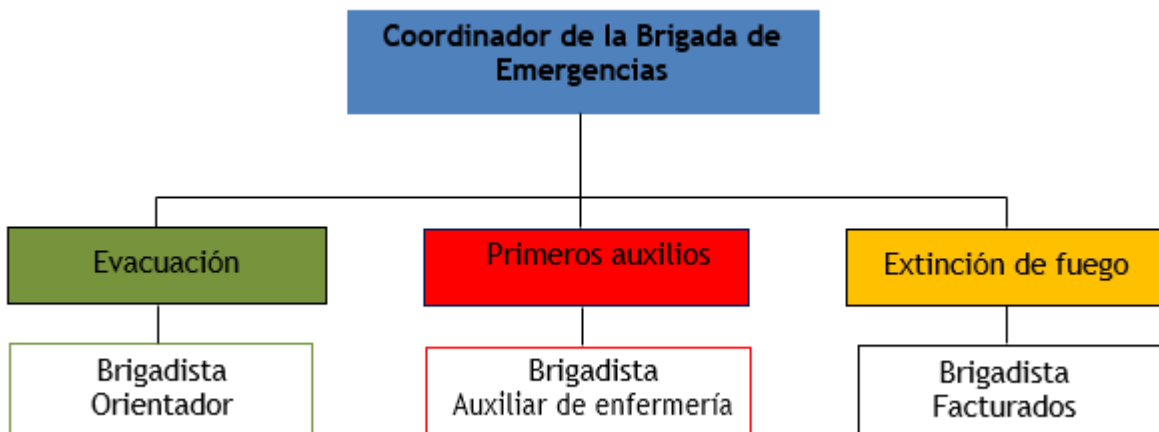 Coordinador de la Brigada de
Emergencias
Evacuación
Primeros auxilios
Extinción de fuego
Brigadista
Orientador
Brigadista
Auxiliar de enfermería
Brigadista
Facturados